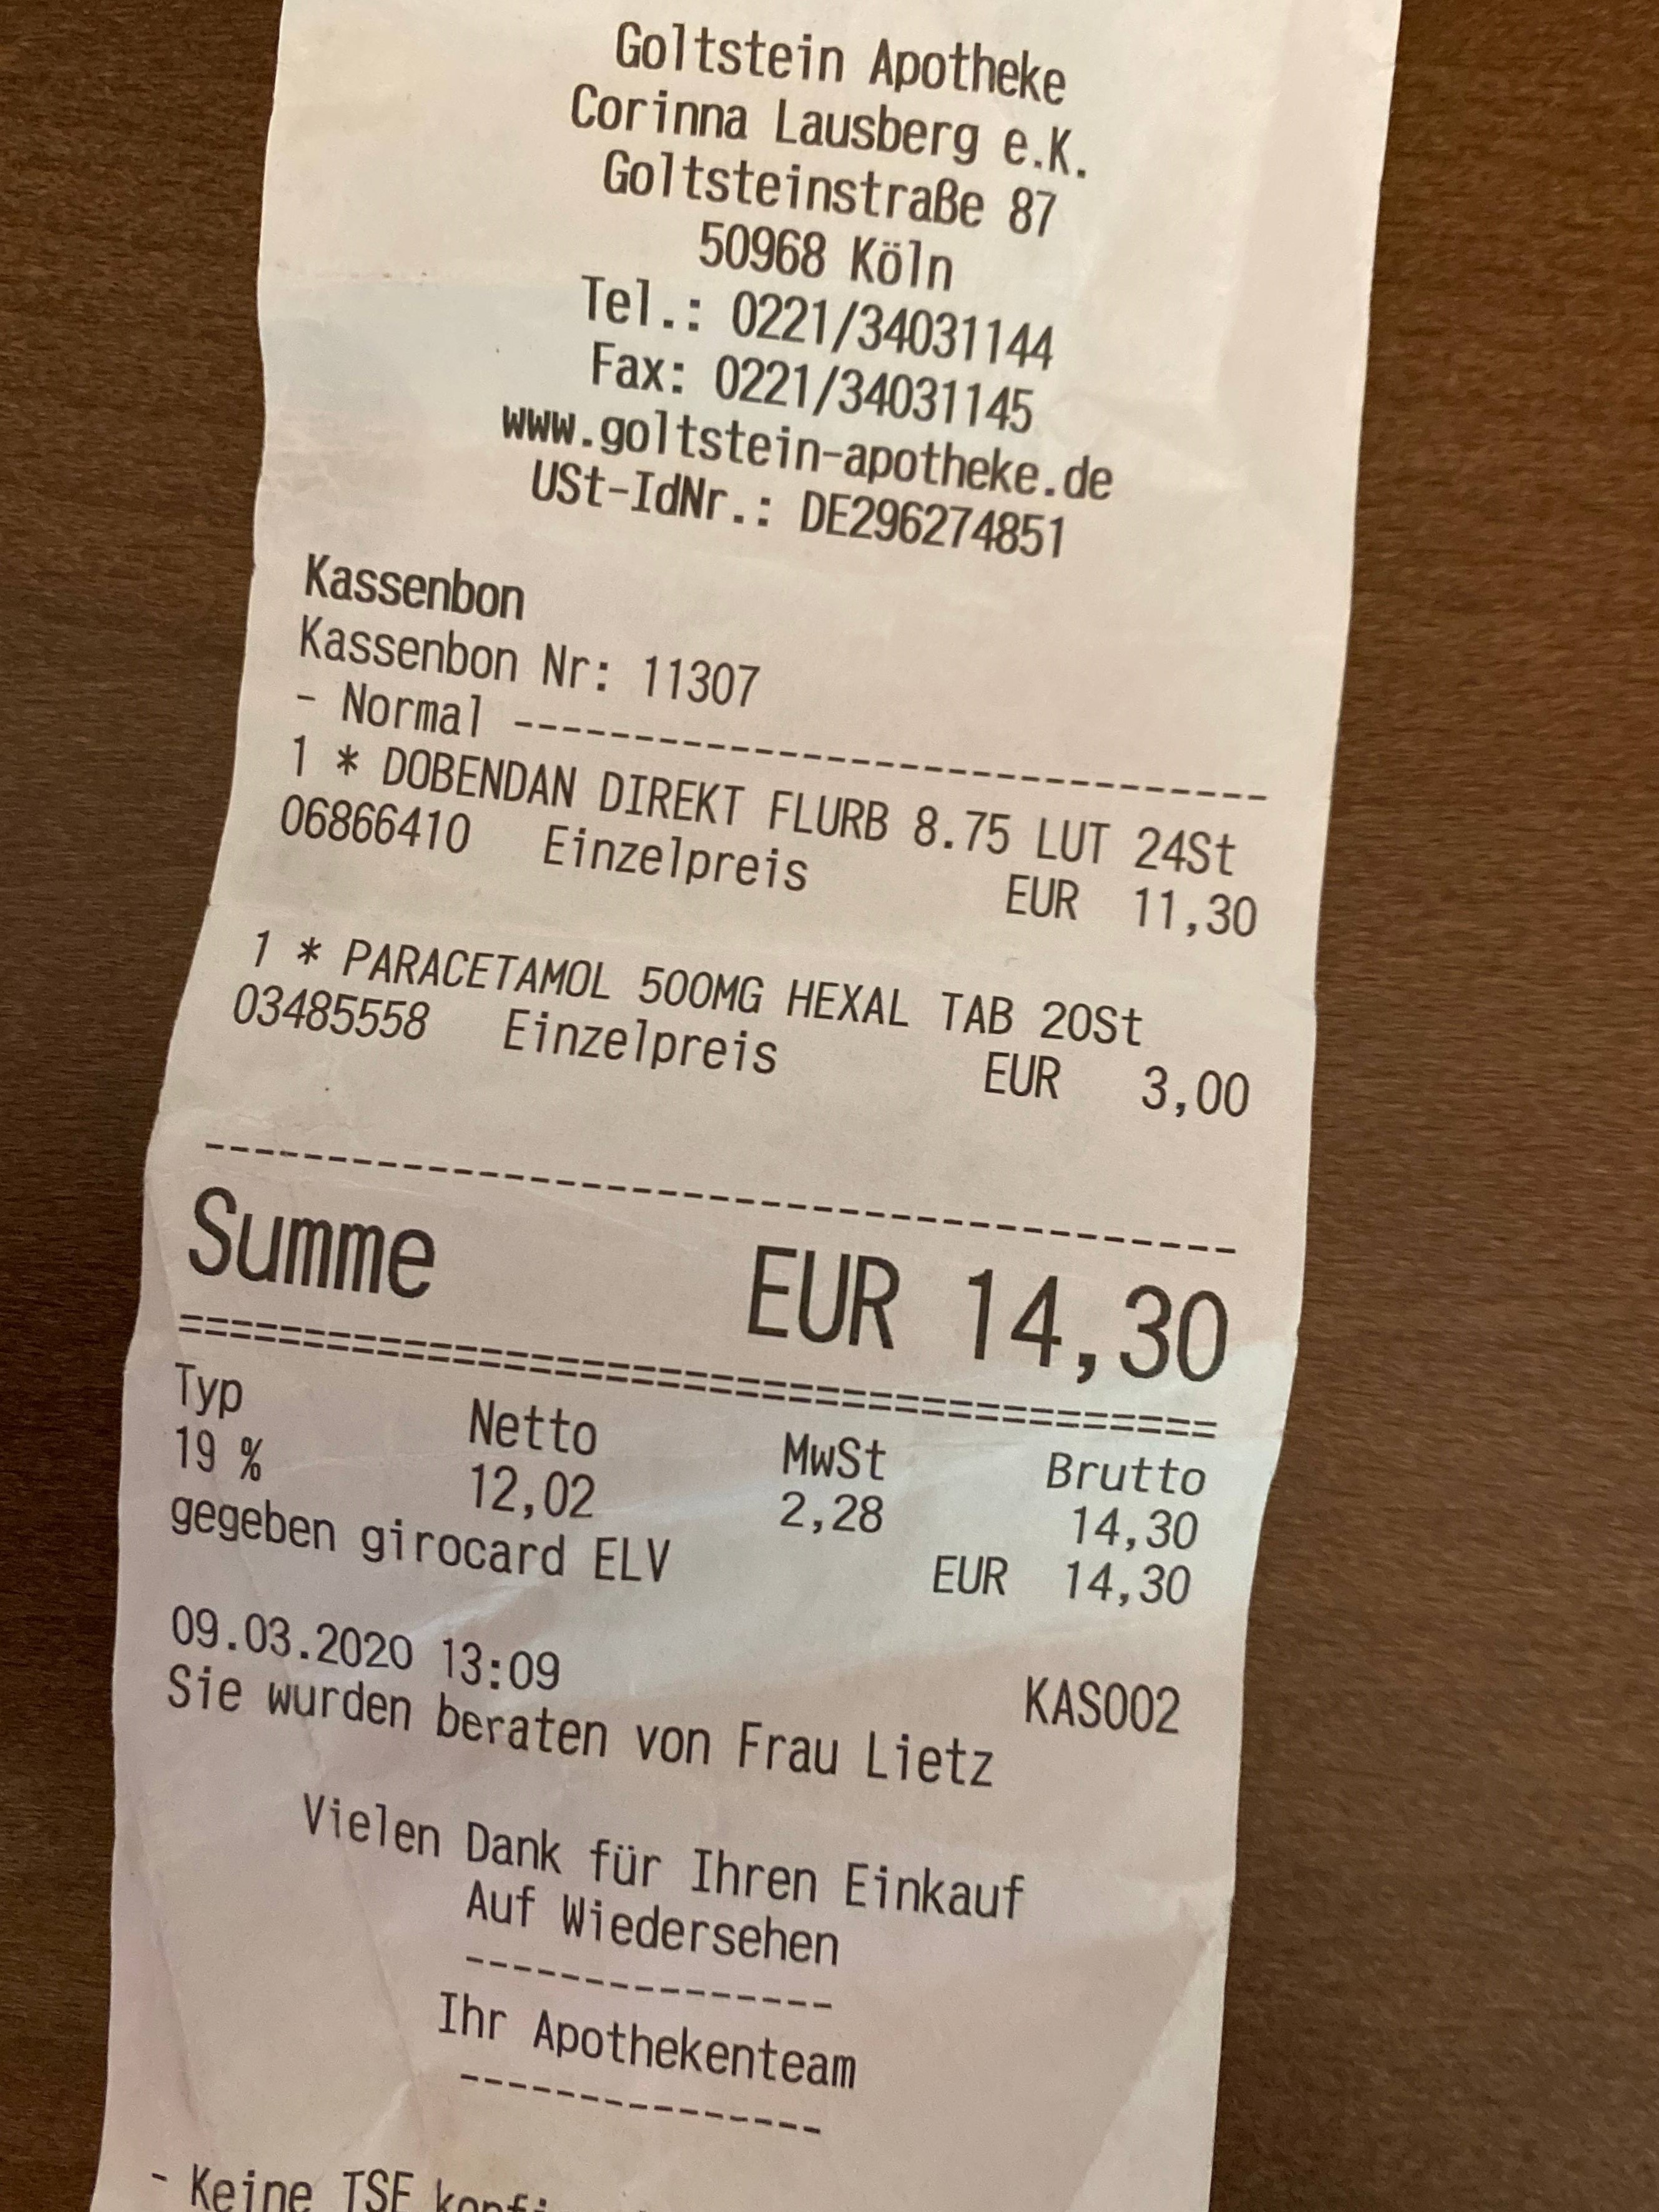 Goltstein Apotheke
Corinna Lausberg e.K.
Goltsteinstraße 87
50968 Köln
Tel.: 0221/34031144
Fax: 0221/34031145
www.goltstein-apotheke.de
USt-IdNr.: DE296274851
Kassenbon
Kassenbon Nr: 11307
- Normal ------------------------------
1 * DOBENDAN DIREKT FLURB 8.75 LUT 24St
06866410 Einzelpreis EUR 11,30
1 * PARACETAMOL 500MG HEXAL TAB 20St
03485558 Einzelpreis EUR 3,00
----------------------------------------
Summe EUR 14,30
========================================
Typ Netto MwSt Brutto
19 % 12,02 2,28 14,30
gegeben girocard ELV EUR 14,30
09.03.2020 13:09 KAS002
Sie wurden beraten von Frau Lietz
Vielen Dank für Ihren Einkauf
Auf Wiedersehen
---------------
Ihr Apothekenteam
---------------
- Keine TSE